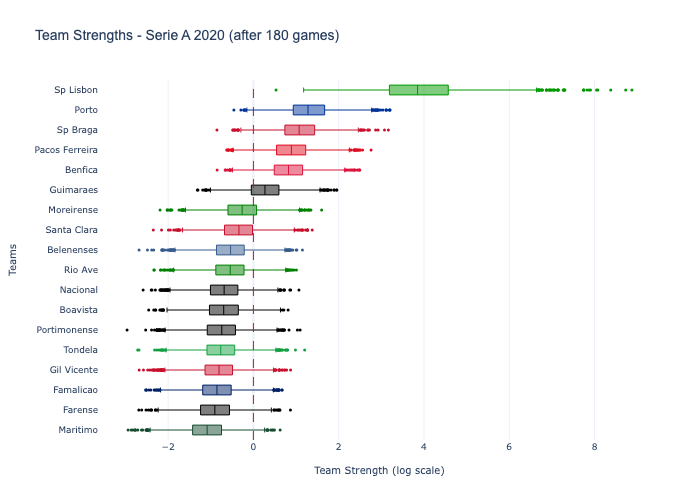 Team Strengths - Serie A 2020 (after 180 games)
Sp Lisbon
Porto
Sp Braga
Pacos Ferreira
Benfica
Guimaraes
Moreirense
Santa Clara
Belenenses
Rio Ave
Nacional
Boavista
Portimonense
Tondela
Gil Vicente
Famalicao
Farense
Maritimo
Teams
−2 0 2 4 6 8
Team Strength (log scale)